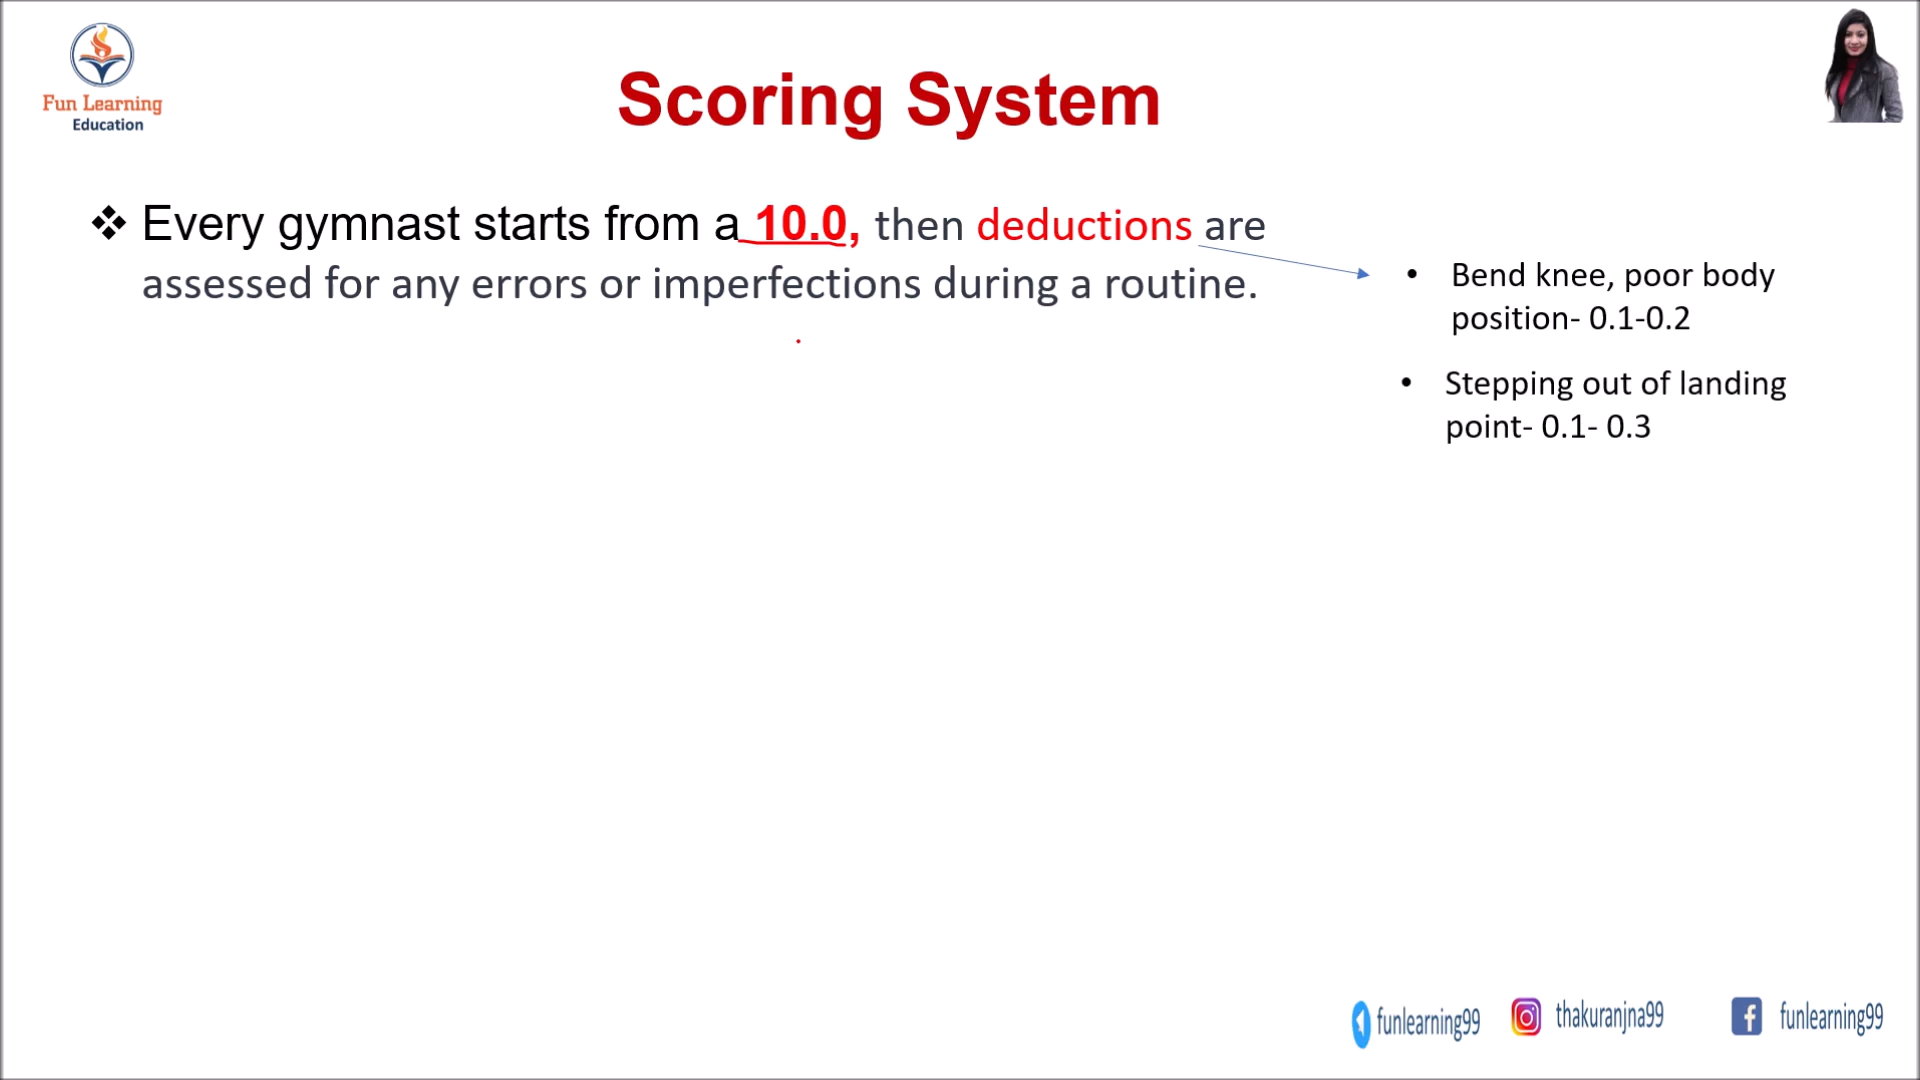 Fun Learning
Education
Scoring System
❖ Every gymnast starts from a 10.0, then deductions are
assessed for any errors or imperfections during a routine.
• Bend knee, poor body
position- 0.1-0.2
• Stepping out of landing
point- 0.1- 0.3
funlearning99
thakuranjna99
funlearning99